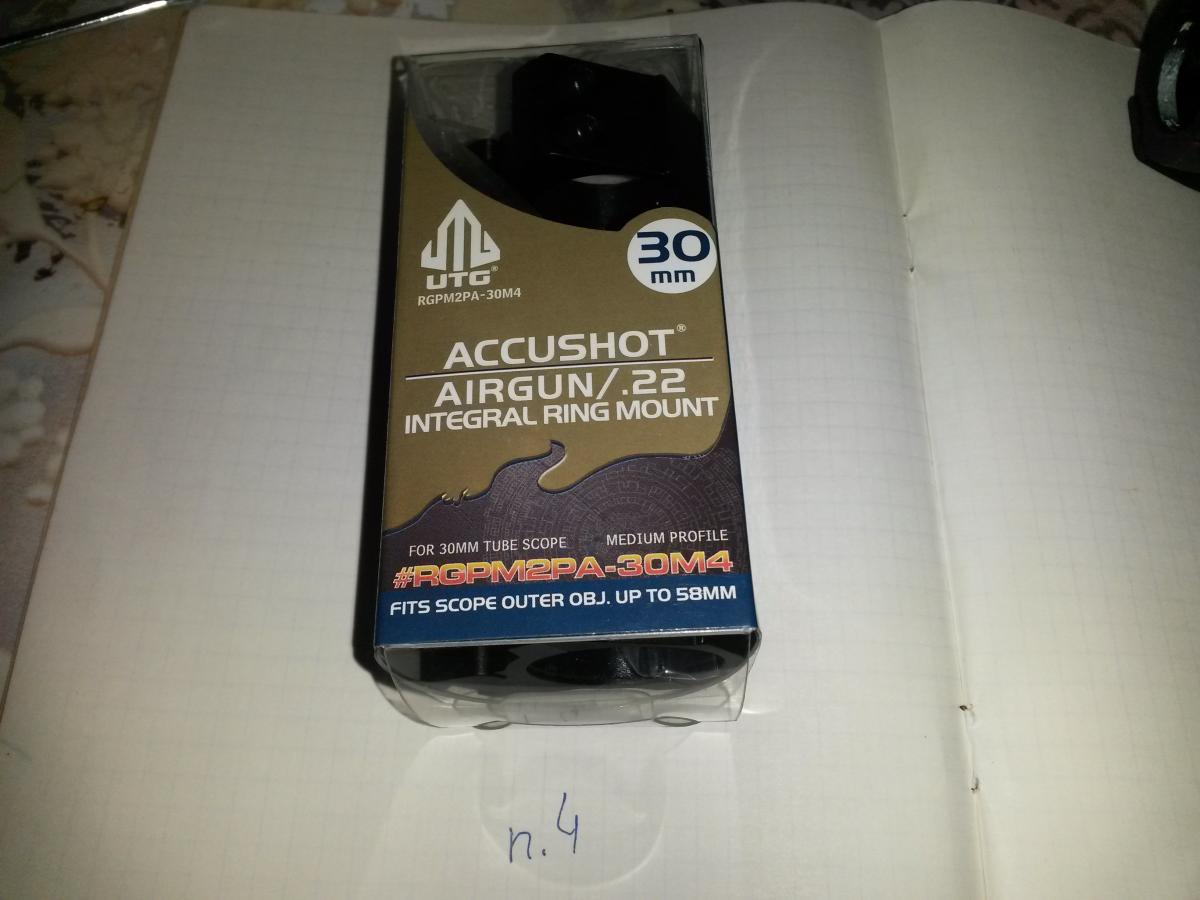 UTG®
RGPM2PA-30M4
30
mm
ACCUSHOT®
AIRGUN/.22
INTEGRAL RING MOUNT
FOR 30MM TUBE SCOPE MEDIUM PROFILE
#RGPM2PA-30M4
FITS SCOPE OUTER OBJ. UP TO 58MM
п.4